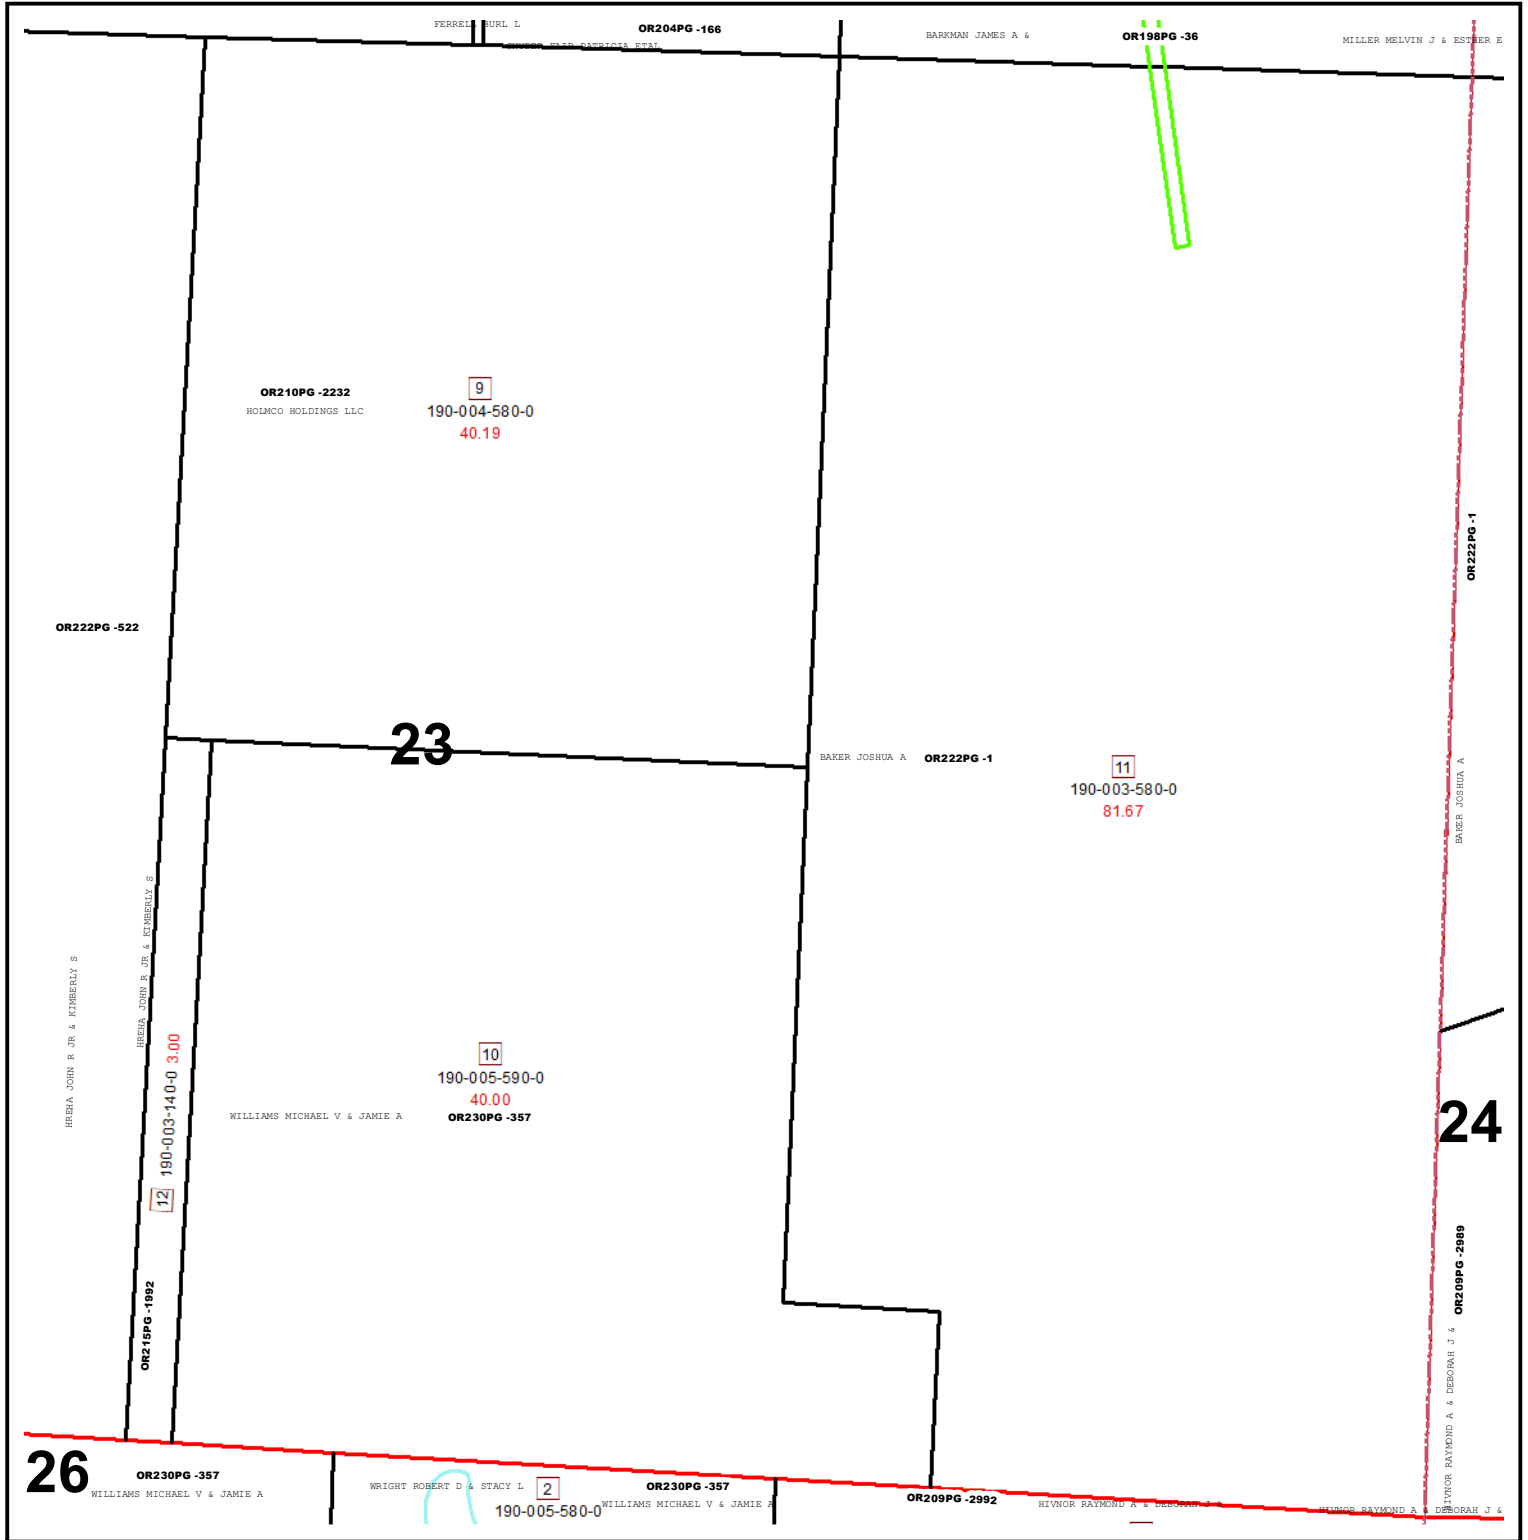 FERRELL BURL L
OR204PG -166
BARKMAN JAMES A &
OR198PG -36
MILLER MELVIN J & ESTHER E
PATRICIA ETAL
9
OR210PG -2232
190-004-580-0
HOLMCO HOLDINGS LLC
40.19
OR222PG -1
OR222PG -522
23
BAKER JOSHUA A
OR222PG -1
11
190-003-580-0
81.67
BAKER JOSHUA A
HREHA JOHN R JR & KIMBERLY S
HREHA JOHN R JR & KIMBERLY S
12 190-003-140-0 3.00
10
190-005-590-0
40.00
WILLIAMS MICHAEL V & JAMIE A
OR230PG -357
24
OR215PG -1992
OR209PG -2989
HIVNOR RAYMOND A & DEBORAH J &
26
OR230PG -357
WILLIAMS MICHAEL V & JAMIE A
WRIGHT ROBERT D & STACY L
2
190-005-580-0
OR230PG -357
WILLIAMS MICHAEL V & JAMIE A
OR209PG -2992
HIVNOR RAYMOND A & DEBORAH J &
HIVNOR RAYMOND A & DEBORAH J &